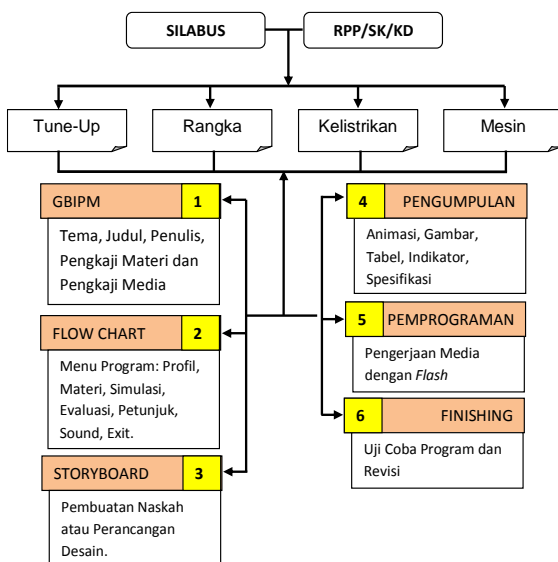 SILABUS
RPP/SK/KD
Tune-Up
Rangka
Kelistrikan
Mesin
GBIPM 1
Tema, Judul, Penulis,
Pengkaji Materi dan
Pengkaji Media
FLOW CHART 2
Menu Program: Profil,
Materi, Simulasi,
Evaluasi, Petunjuk,
Sound, Exit.
STORYBOARD 3
Pembuatan Naskah
atau Perancangan
Desain.
4 PENGUMPULAN
Animasi, Gambar,
Tabel, Indikator,
Spesifikasi
5 PEMPROGRAMAN
Pengerjaan Media
dengan Flash
6 FINISHING
Uji Coba Program dan
Revisi